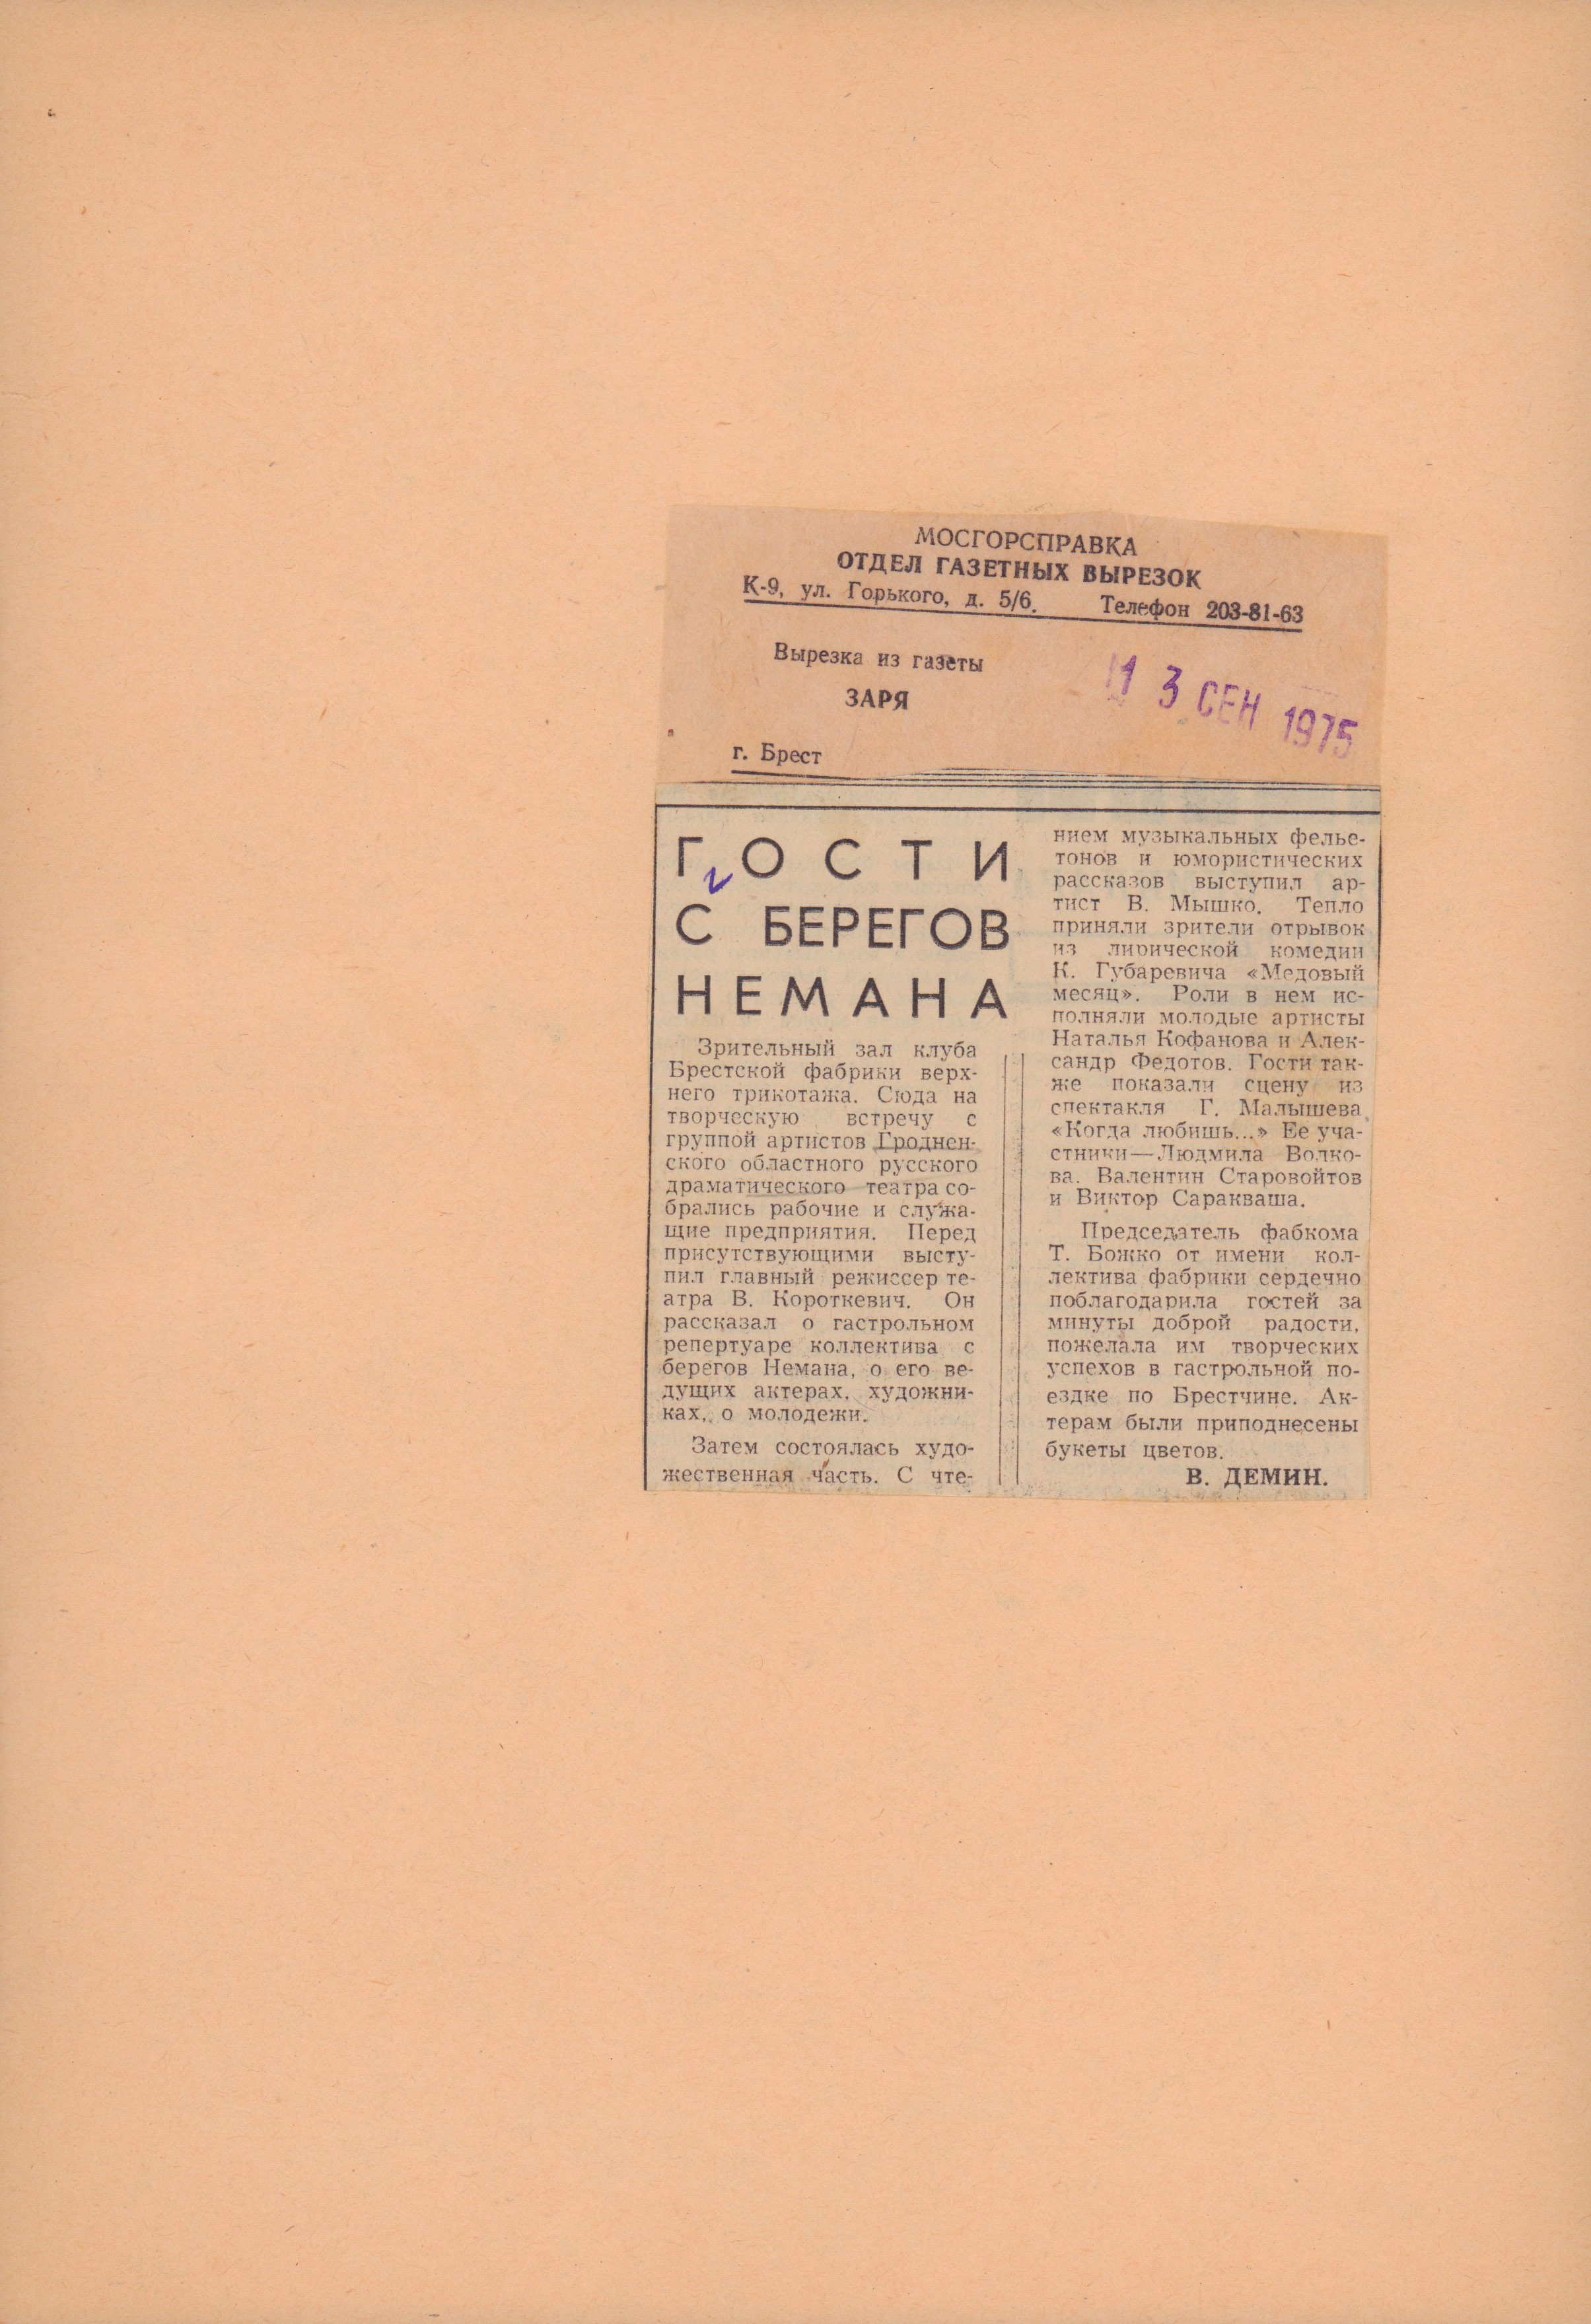 МОСГОРСПРАВКА
ОТДЕЛ ГАЗЕТНЫХ ВЫРЕЗОК
К-9, ул. Горького, д. 5/6. Телефон 203-81-63
Вырезка из газеты
ЗАРЯ
13 СЕН 1975
г. Брест
ГОСТИ
С БЕРЕГОВ
НЕМАНА
Зрительный зал клуба
Брестской фабрики верх-
него трикотажа. Сюда на
творческую встречу с
группой артистов Гроднен-
ского областного русского
драматического театра со-
брались рабочие и служа-
щие предприятия. Перед
присутствующими высту-
пил главный режиссер те-
атра В. Короткевич. Он
рассказал о гастрольном
репертуаре коллектива с
берегов Немана, о его ве-
дущих актерах, художни-
ках, о молодежи.
Затем состоялась худо-
жественная часть. С чте-
нием музыкальных фелье-
тонов и юмористических
рассказов выступил ар-
тист В. Мышко. Тепло
приняли зрители отрывок
из лирической комедии
К. Губаревича «Медовый
месяц». Роли в нем ис-
полняли молодые артисты
Наталья Кофанова и Алек-
сандр Федотов. Гости так-
же показали сцену из
спектакля Г. Малышева
«Когда любишь...» Ее уча-
стники—Людмила Волко-
ва, Валентин Старовойтов
и Виктор Саракваша.
Председатель фабкома
Т. Божко от имени кол-
лектива фабрики сердечно
поблагодарила гостей за
минуты доброй радости,
пожелала им творческих
успехов в гастрольной по-
ездке по Брестчине. Ак-
терам были приподнесены
букеты цветов.
В. ДЕМИН.